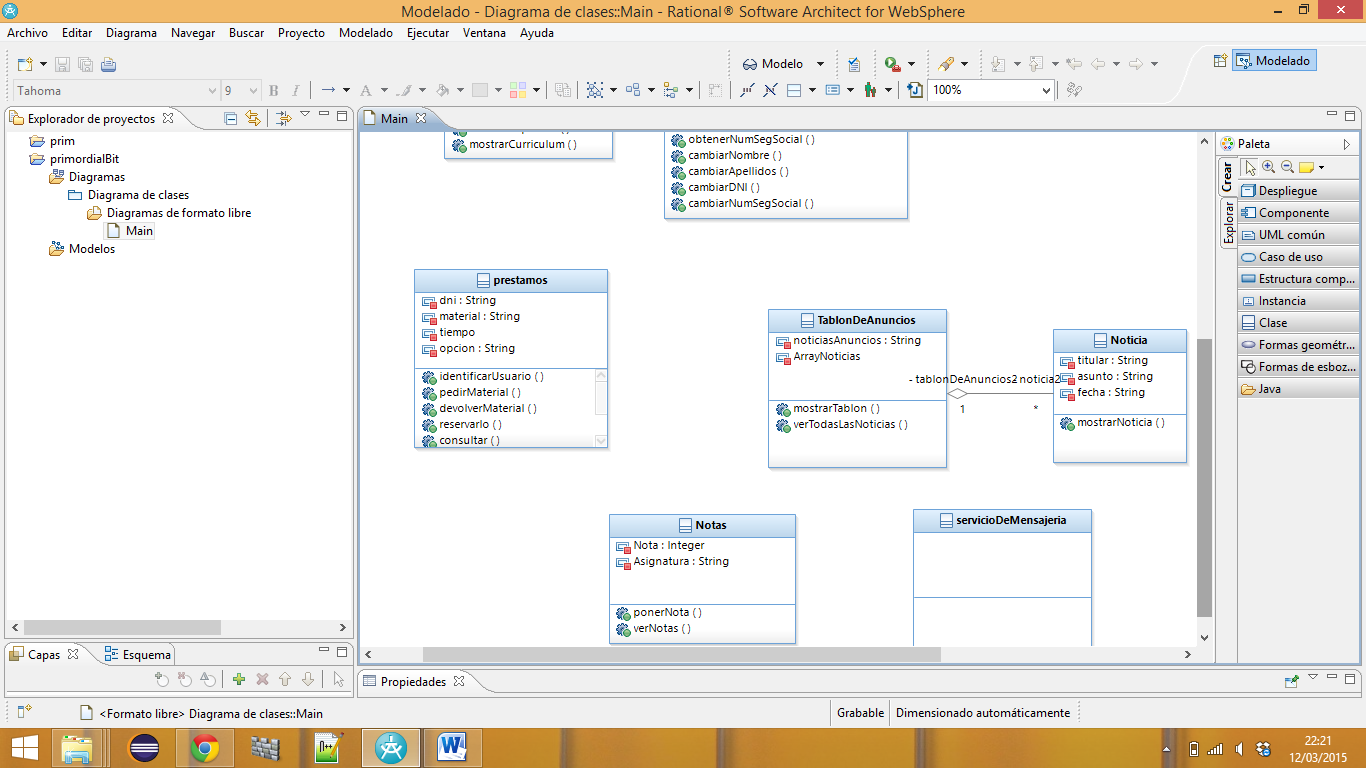 Modelado - Diagrama de clases::Main - Rational® Software Architect for WebSphere
Archivo Editar Diagrama Navegar Buscar Proyecto Modelado Ejecutar Ventana Ayuda
Modelo
Modelado
Tahoma 9 B I A 100%
Explorador de proyectos
prim
primordialBit
Diagramas
Diagrama de clases
Diagramas de formato libre
Main
Modelos
Capas Esquema
Main
mostrarCurriculum ( )
obtenerNumSegSocial ( )
cambiarNombre ( )
cambiarApellidos ( )
cambiarDNI ( )
cambiarNumSegSocial ( )
prestamos
dni : String
material : String
tiempo
opcion : String
identificarUsuario ( )
pedirMaterial ( )
devolverMaterial ( )
reservarlo ( )
consultar ( )
TablonDeAnuncios
noticiasAnuncios : String
ArrayNoticias
mostrarTablon ( )
verTodasLasNoticias ( )
- tablonDeAnuncios2 noticia2
1 *
Noticia
titular : String
asunto : String
fecha : String
mostrarNoticia ( )
Notas
Nota : Integer
Asignatura : String
ponerNota ( )
verNotas ( )
servicioDeMensajeria
Paleta
Crear
Explorar
Despliegue
Componente
UML común
Caso de uso
Estructura comp...
Instancia
Clase
Formas geométr...
Formas de esboz...
Java
Propiedades
<Formato libre> Diagrama de clases::Main
Grabable
Dimensionado automáticamente
22:21
12/03/2015